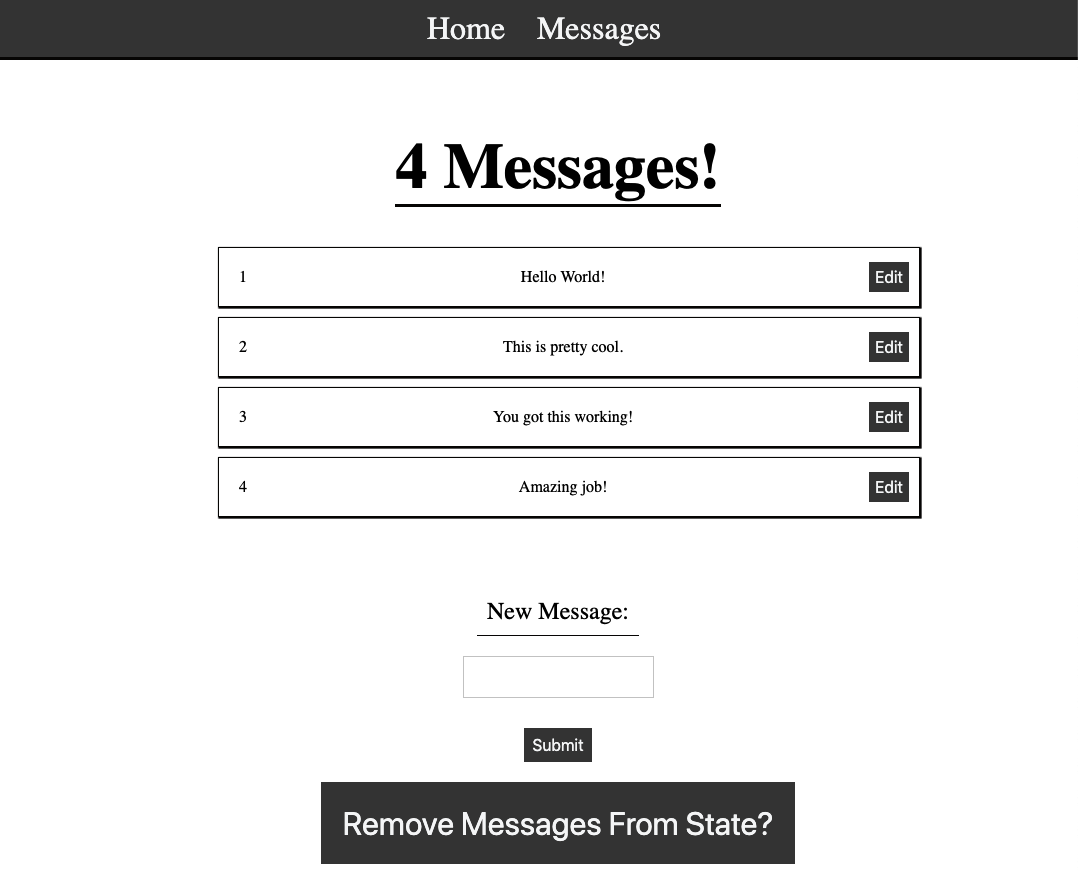 Home Messages
4 Messages!
1 Hello World! Edit
2 This is pretty cool. Edit
3 You got this working! Edit
4 Amazing job! Edit
New Message:
Submit
Remove Messages From State?